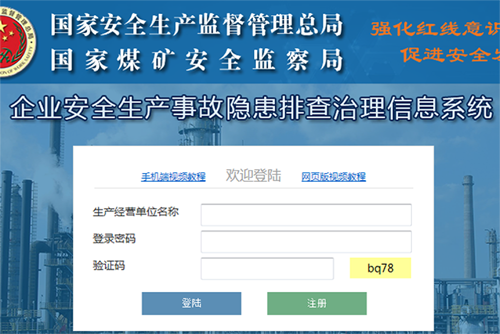 国家安全生产监督管理总局
国家煤矿安全监察局
强化红线意识
促进安全
企业安全生产事故隐患排查治理信息系统
手机端视频教程 欢迎登陆 网页版视频教程
生产经营单位名称
登录密码
验证码 bq78
登陆 注册